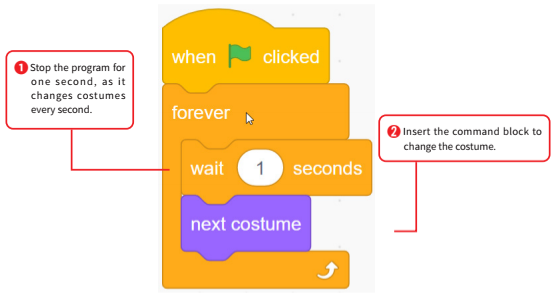 when clicked
1 Stop the program for
one second, as it
changes costumes
every second.
forever
2 Insert the command block to
change the costume.
wait 1 seconds
next costume